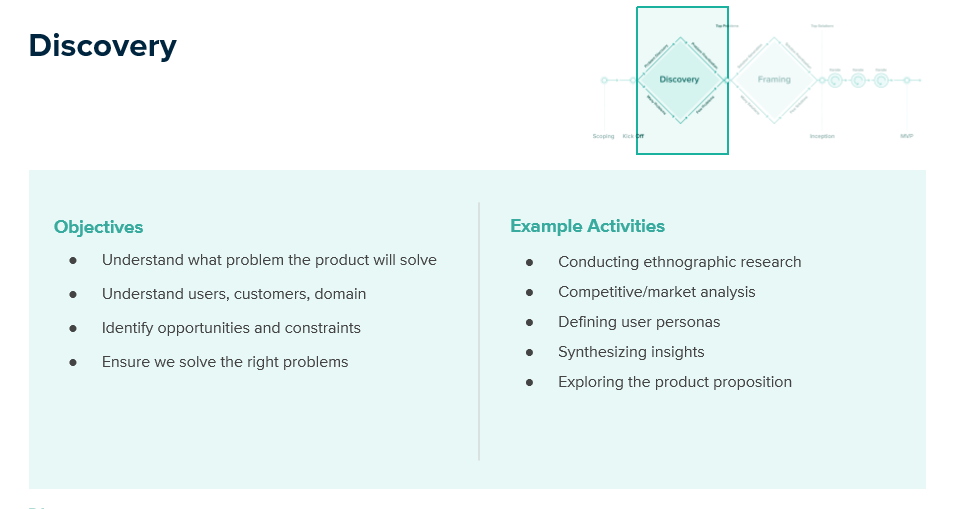 Discovery
Discovery
Framing
Scoping
Kick Off
Inception
MVP
Objectives
● Understand what problem the product will solve
● Understand users, customers, domain
● Identify opportunities and constraints
● Ensure we solve the right problems
Example Activities
● Conducting ethnographic research
● Competitive/market analysis
● Defining user personas
● Synthesizing insights
● Exploring the product proposition